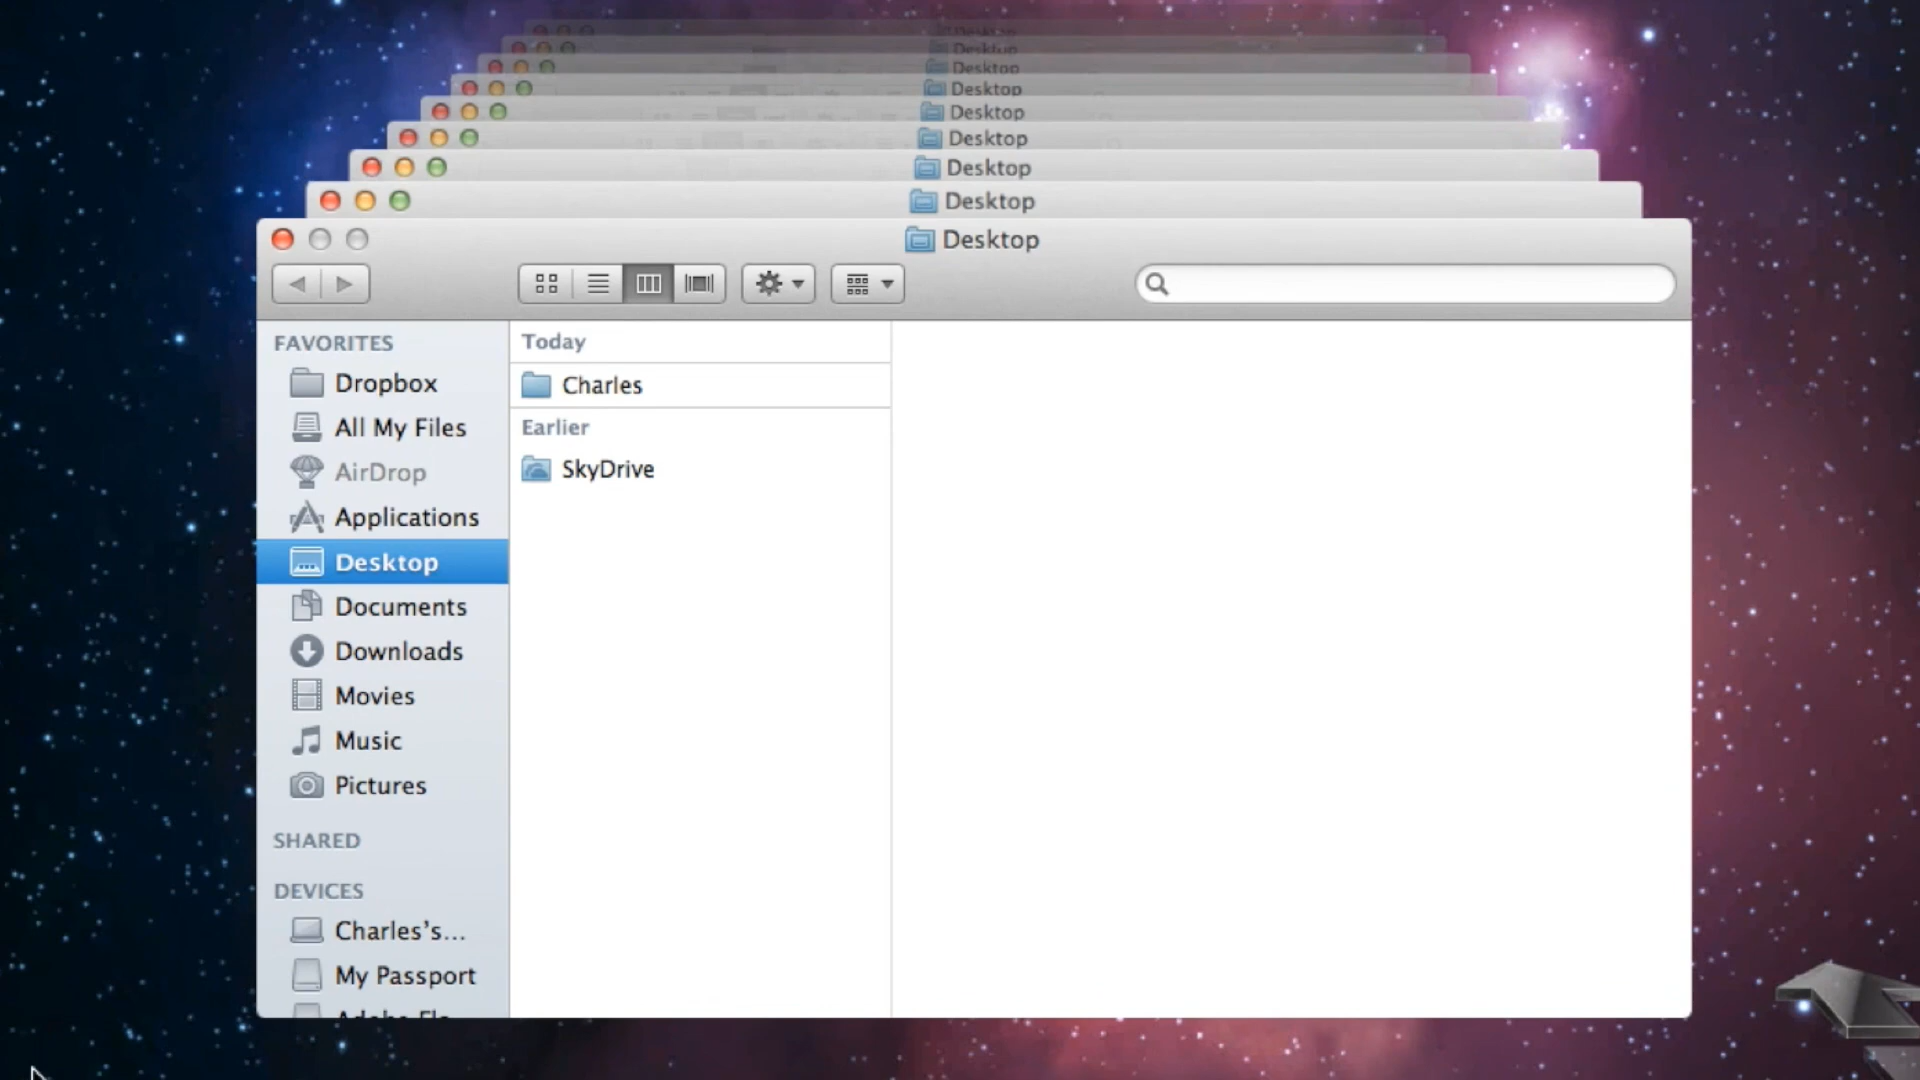 Desktop
Desktop
Desktop
Desktop
Desktop
Desktop
Desktop
Desktop
FAVORITES
Dropbox
All My Files
AirDrop
Applications
Desktop
Documents
Downloads
Movies
Music
Pictures
SHARED
DEVICES
Charles’s...
My Passport
Today
Charles
Earlier
SkyDrive